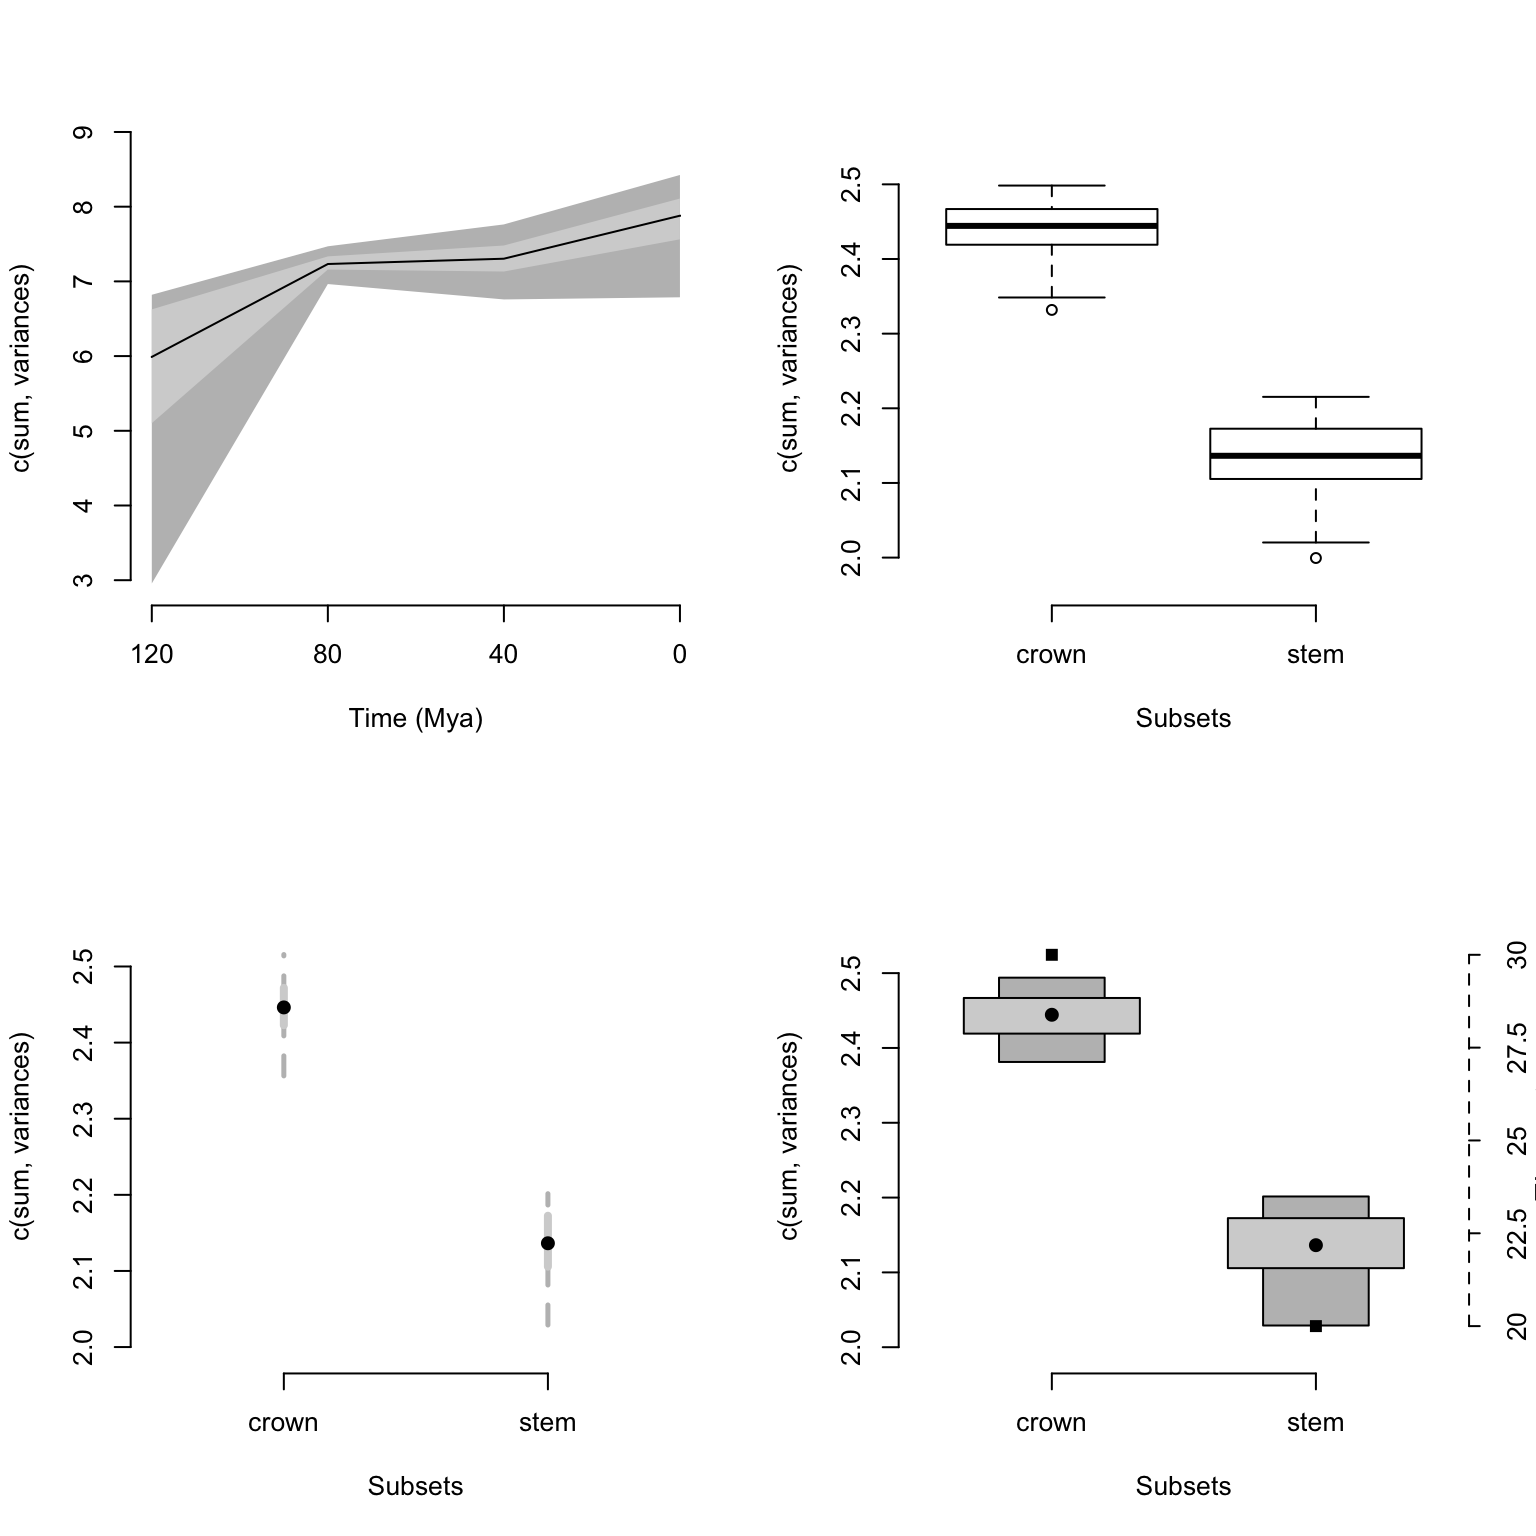 c(sum, variances)
9
8
7
6
5
4
3
120 80 40 0
Time (Mya)
c(sum, variances)
2.5
2.4
2.3
2.2
2.1
2.0
crown stem
Subsets
c(sum, variances)
2.5
2.4
2.3
2.2
2.1
2.0
crown stem
Subsets
c(sum, variances)
2.5
2.4
2.3
2.2
2.1
2.0
crown stem
Subsets
30
27.5
25
22.5
20